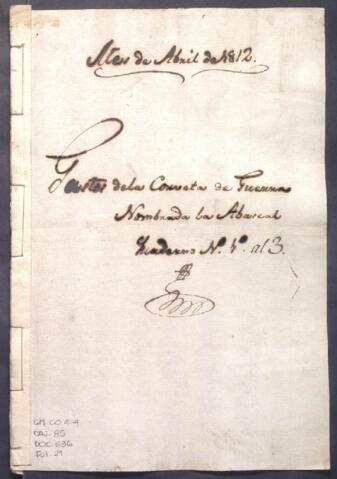 Mes de Abril de 1812.
Gastos dela Corveta de Guerra
Nombrada la Abascal
Quaderno N.º 1.º al 3.
GM-CO 4-4
CAJ-85
DOC-636
Fol-21